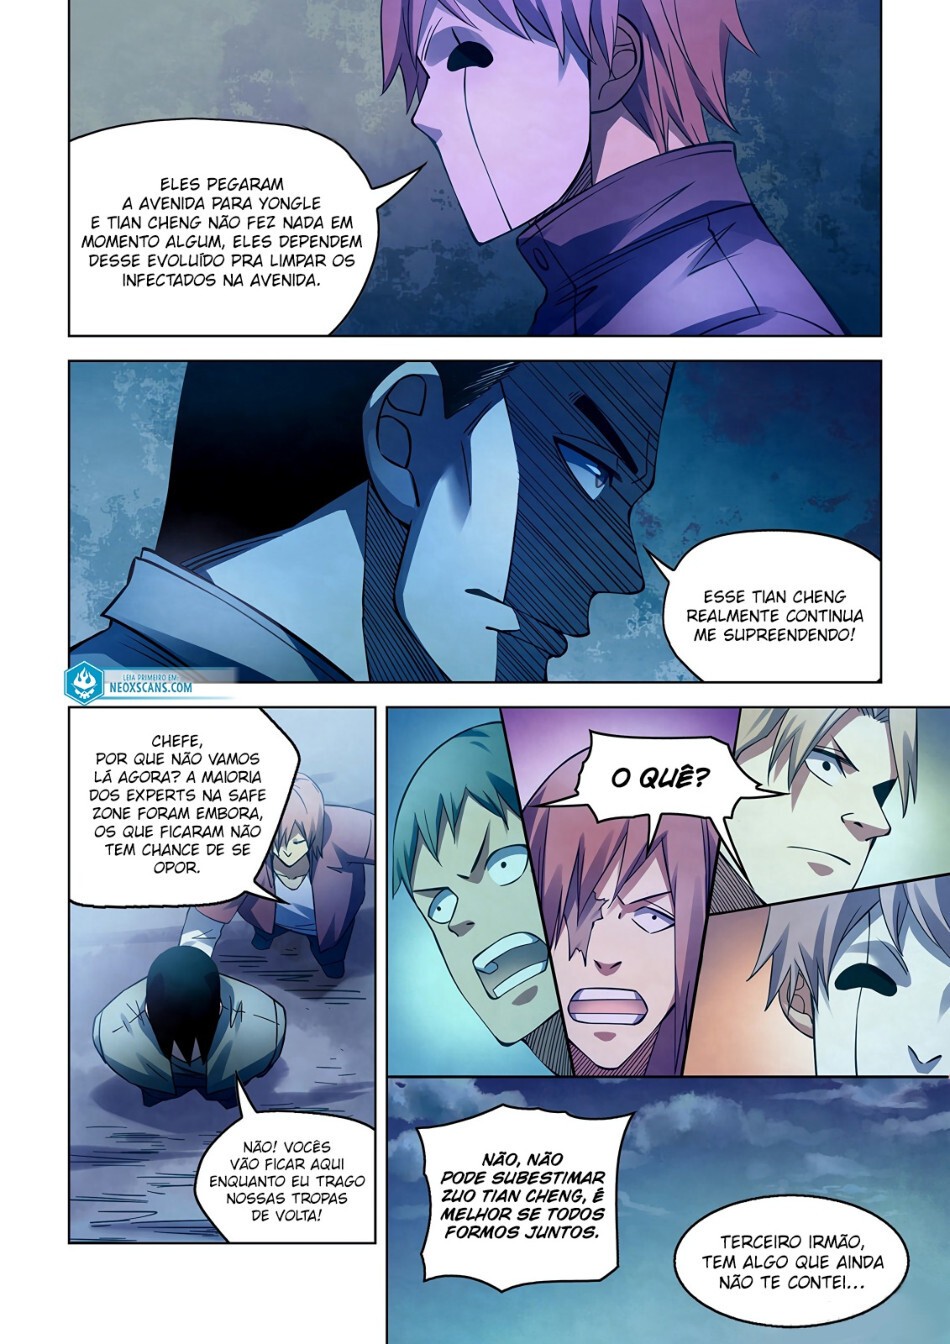 ELES PEGARAM
A AVENIDA PARA YONGLE
E TIAN CHENG NÃO FEZ NADA EM
MOMENTO ALGUM, ELES DEPENDEM
DESSE EVOLUÍDO PRA LIMPAR OS
INFECTADOS NA AVENIDA.
ESSE TIAN CHENG
REALMENTE CONTINUA
ME SUPREENDENDO!
LEIA PRIMEIRO EM
NEOXSCANS.COM
CHEFE,
POR QUE NÃO VAMOS
LÁ AGORA? A MAIORIA
DOS EXPERTS NA SAFE
ZONE FORAM EMBORA,
OS QUE FICARAM NÃO
TEM CHANCE DE SE
OPOR.
NÃO! VOCÊS
VÃO FICAR AQUI
ENQUANTO EU TRAGO
NOSSAS TROPAS
DE VOLTA!
O QUÊ?
NÃO, NÃO
PODE SUBESTIMAR
ZUO TIAN CHENG, É
MELHOR SE TODOS
FORMOS JUNTOS.
TERCEIRO IRMÃO,
TEM ALGO QUE AINDA
NÃO TE CONTEI...